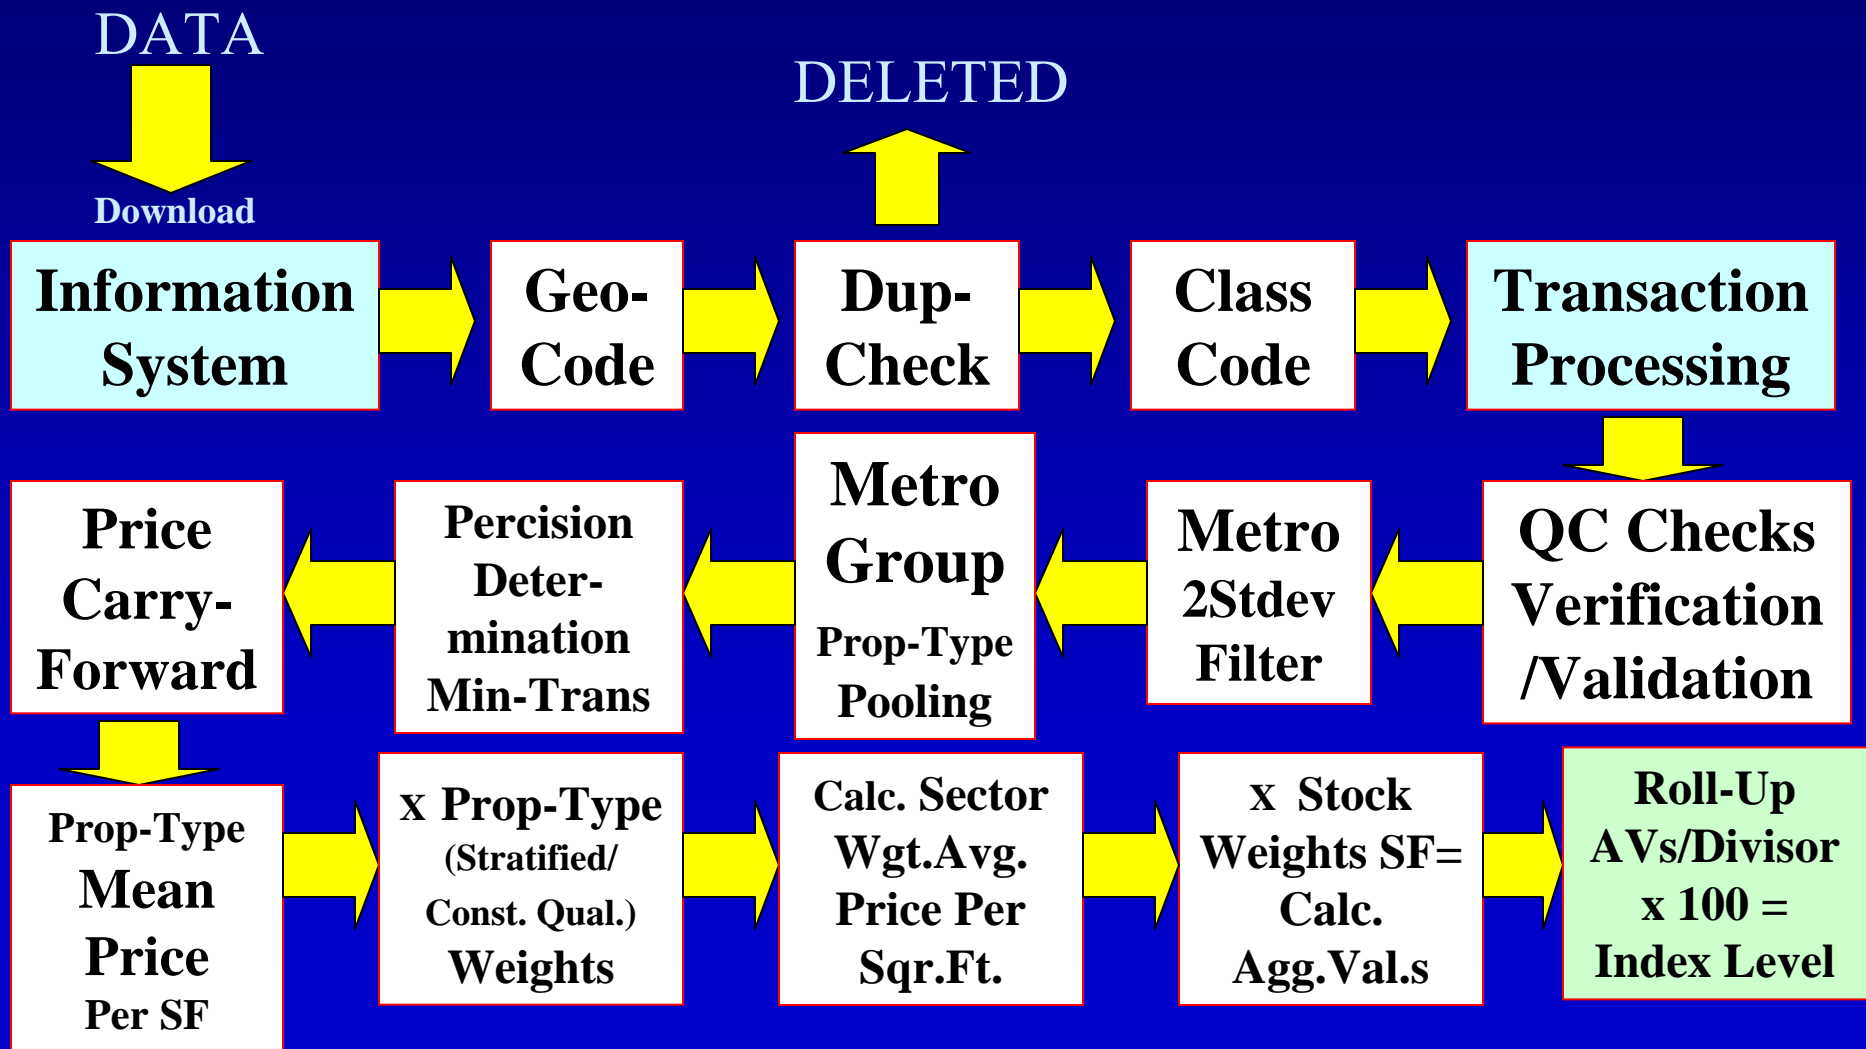 DATA
DELETED
Download
Information
System
Geo-
Code
Dup-
Check
Class
Code
Transaction
Processing
QC Checks
Verification
/Validation
Metro
2Stdev
Filter
Metro
Group
Prop-Type
Pooling
Percision
Deter-
mination
Min-Trans
Price
Carry-
Forward
Prop-Type
Mean
Price
Per SF
x Prop-Type
(Stratified/
Const. Qual.)
Weights
Calc. Sector
Wgt.Avg.
Price Per
Sqr.Ft.
x Stock
Weights SF=
Calc.
Agg.Val.s
Roll-Up
AVs/Divisor
x 100 =
Index Level